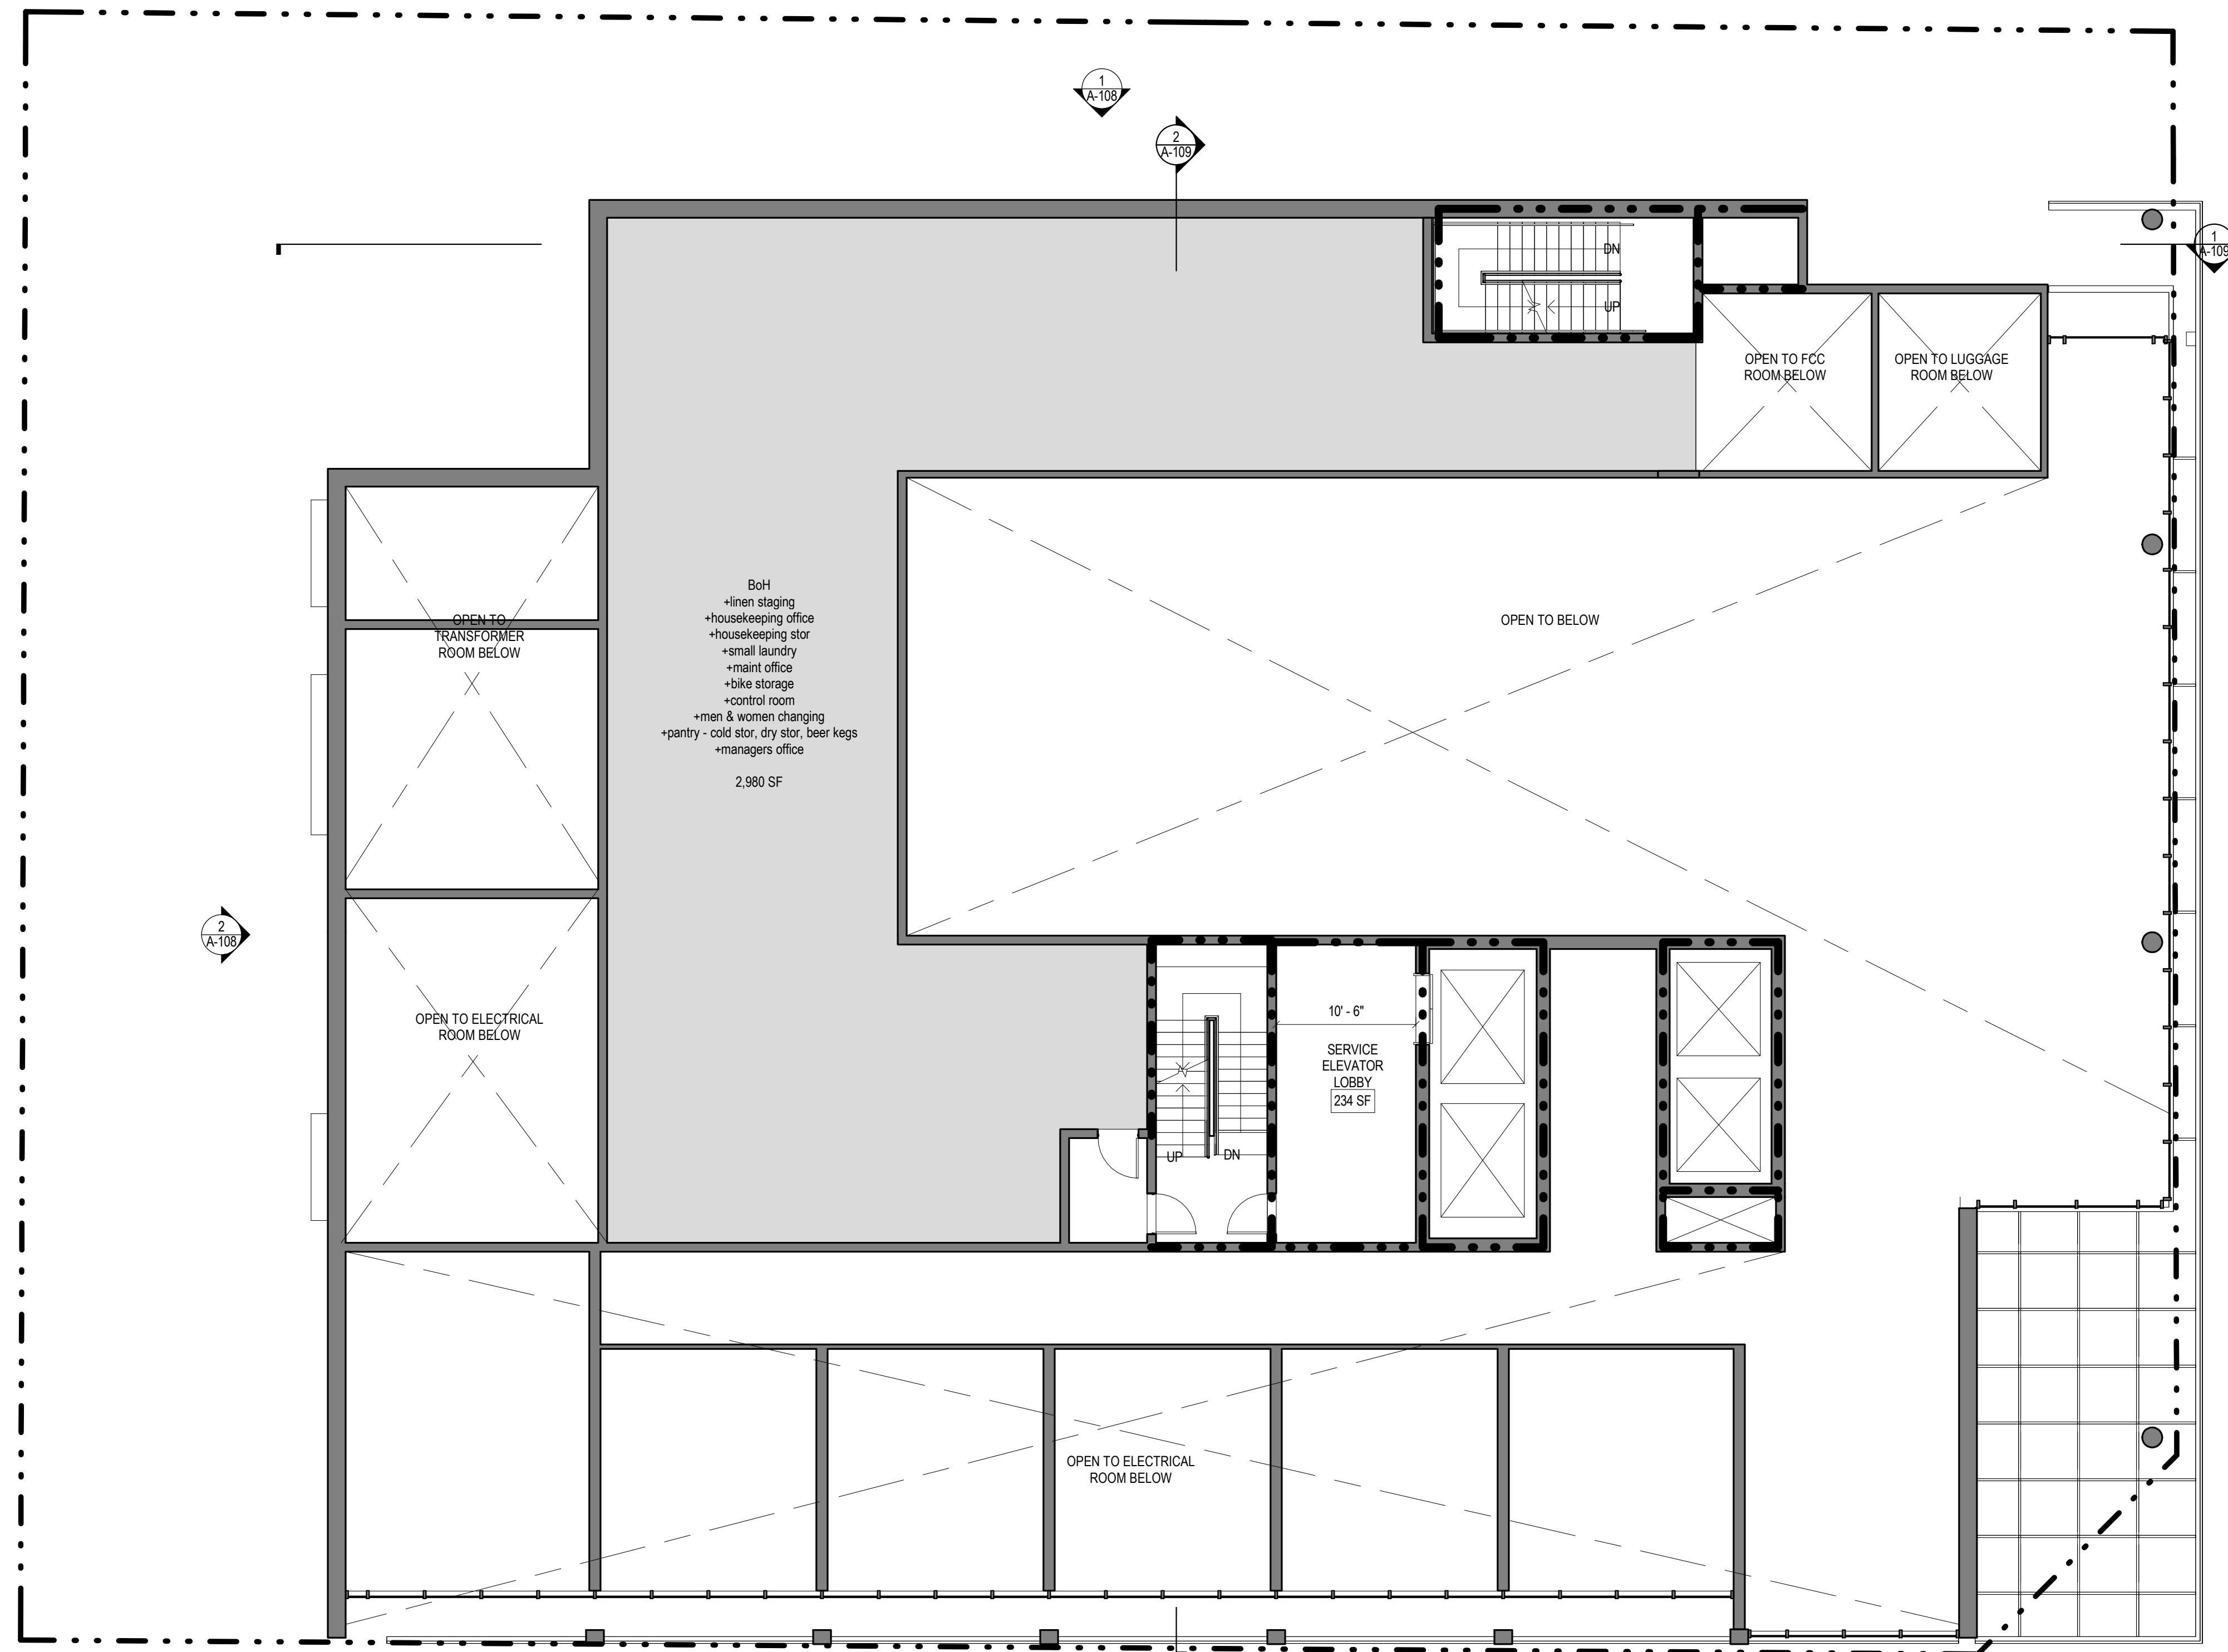 1
A-108
2
A-109
1
A-109
DN
UP
OPEN TO FCC
ROOM BELOW
OPEN TO LUGGAGE
ROOM BELOW
OPEN TO
TRANSFORMER
ROOM BELOW
BoH
+linen staging
+housekeeping office
+housekeeping stor
+small laundry
+maint office
+bike storage
+control room
+men & women changing
+pantry - cold stor, dry stor, beer kegs
+managers office
2,980 SF
OPEN TO BELOW
2
A-108
OPEN TO ELECTRICAL
ROOM BELOW
10' - 6"
SERVICE
ELEVATOR
LOBBY
234 SF
UP
DN
OPEN TO ELECTRICAL
ROOM BELOW